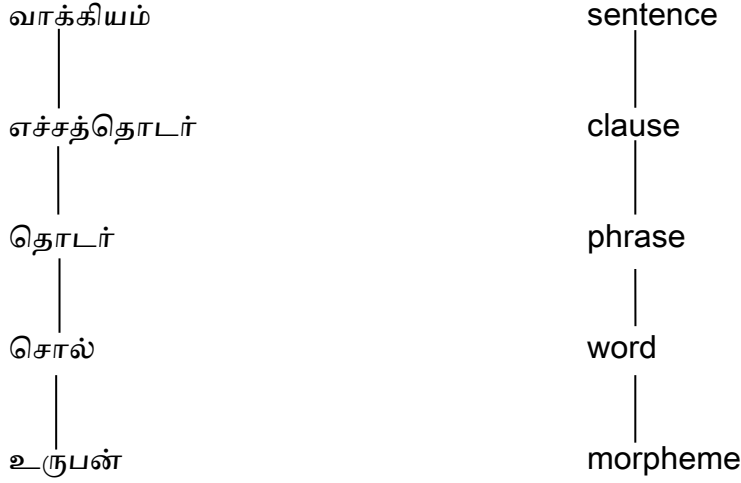 வாக்கியம் sentence
எச்சத்தொடர் clause
தொடர் phrase
சொல் word
உருபன் morpheme